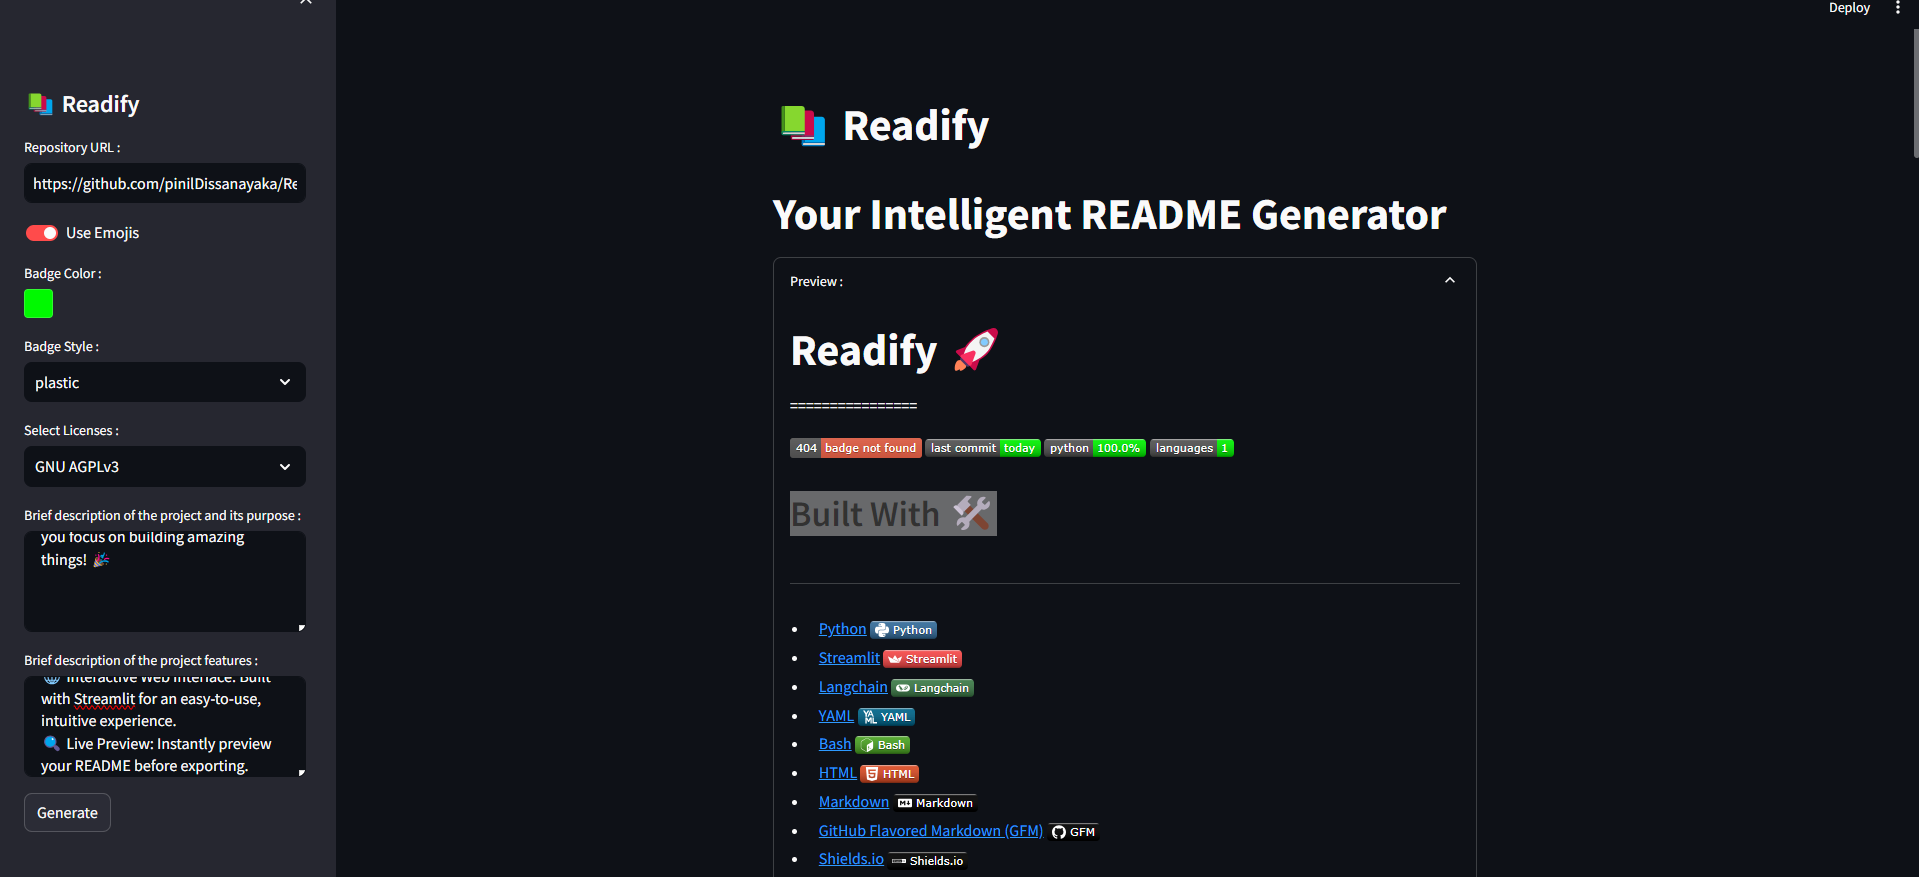 Deploy
Readify
Repository URL :
https://github.com/pinilDissanayaka/Re
Use Emojis
Badge Color :
Badge Style :
plastic
Select Licenses :
GNU AGPLv3
Brief description of the project and its purpose :
you focus on building amazing
things! 🎉
Brief description of the project features :
🌐 Interactive Web Interface: Built
with Streamlit for an easy-to-use,
intuitive experience.
🔍 Live Preview: Instantly preview
your README before exporting.
Generate
Readify
Your Intelligent README Generator
Preview :
Readify 🚀
================
404 badge not found last commit today python 100.0% languages 1
Built With 🛠️
Python Python
Streamlit Streamlit
Langchain Langchain
YAML YAML
Bash Bash
HTML HTML
Markdown Markdown
GitHub Flavored Markdown (GFM) GFM
Shields.io Shields.io